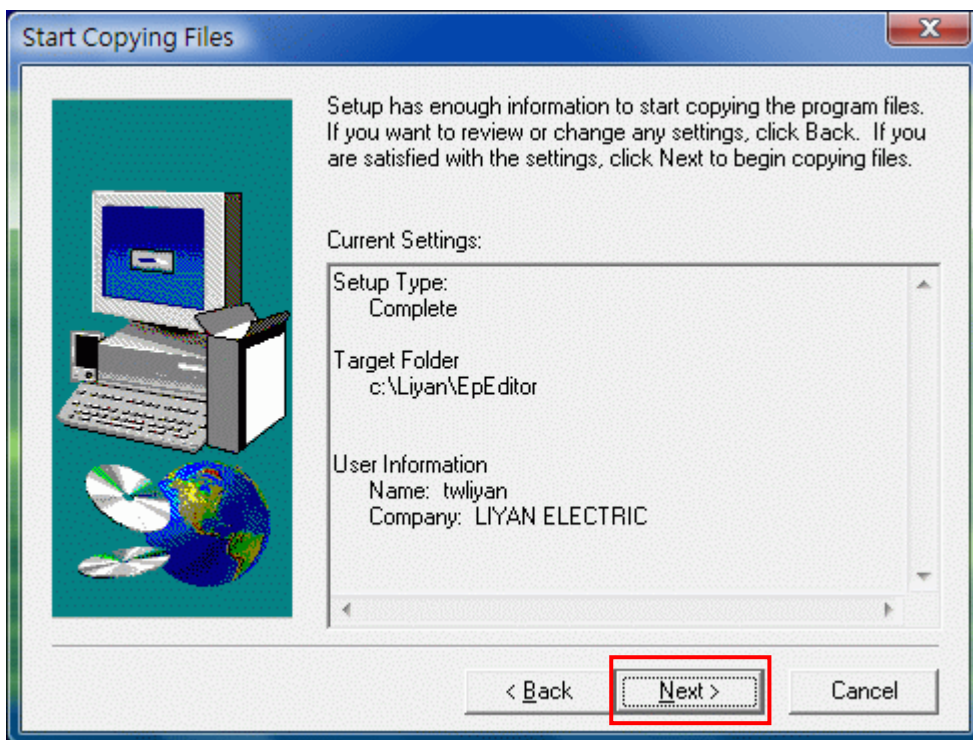 Start Copying Files
Setup has enough information to start copying the program files.
If you want to review or change any settings, click Back. If you
are satisfied with the settings, click Next to begin copying files.
Current Settings:
Setup Type:
Complete
Target Folder
c:\Liyan\EpEditor
User Information
Name: twliyan
Company: LIYAN ELECTRIC
< Back
Next >
Cancel